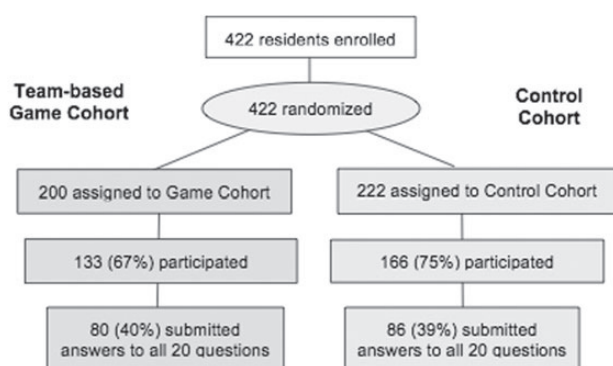 422 residents enrolled
Team-based
Game Cohort
422 randomized
Control
Cohort
200 assigned to Game Cohort
222 assigned to Control Cohort
133 (67%) participated
166 (75%) participated
80 (40%) submitted
answers to all 20 questions
86 (39%) submitted
answers to all 20 questions